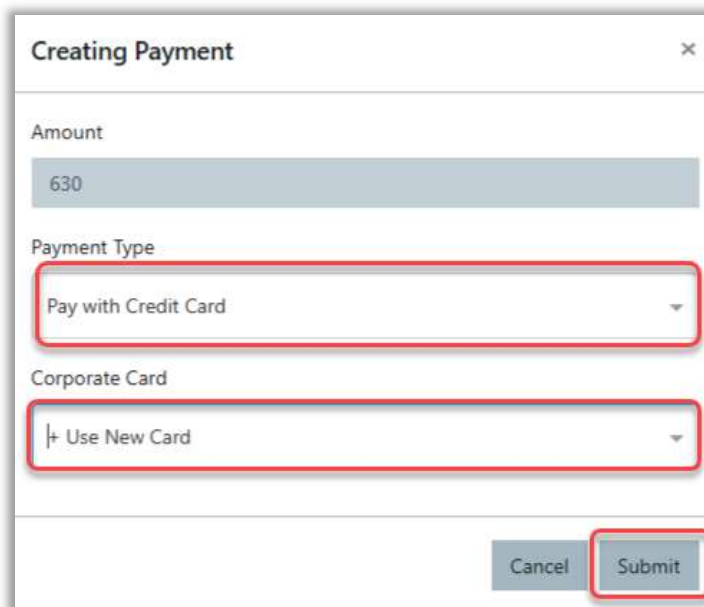 Creating Payment ×
Amount
630
Payment Type
Pay with Credit Card
Corporate Card
+ Use New Card
Cancel Submit